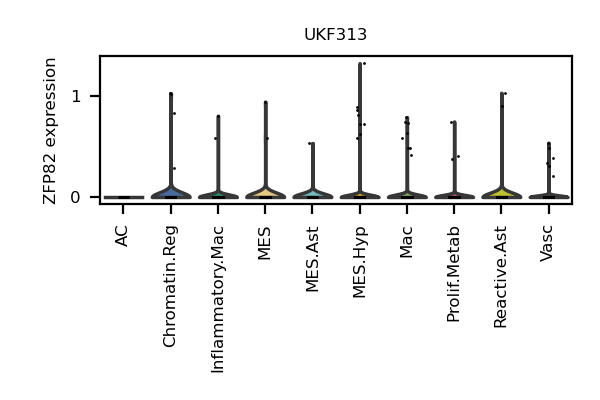 UKF313
ZFP82 expression
1
0
AC
Chromatin.Reg
Inflammatory.Mac
MES
MES.Ast
MES.Hyp
Mac
Prolif.Metab
Reactive.Ast
Vasc